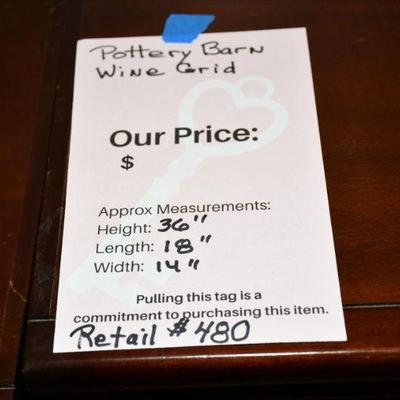 Pottery Barn
Wine Grid
Our Price:
$
Approx Measurements:
Height: 36"
Length: 18"
Width: 14"
Pulling this tag is a
commitment to purchasing this item.
Retail $480